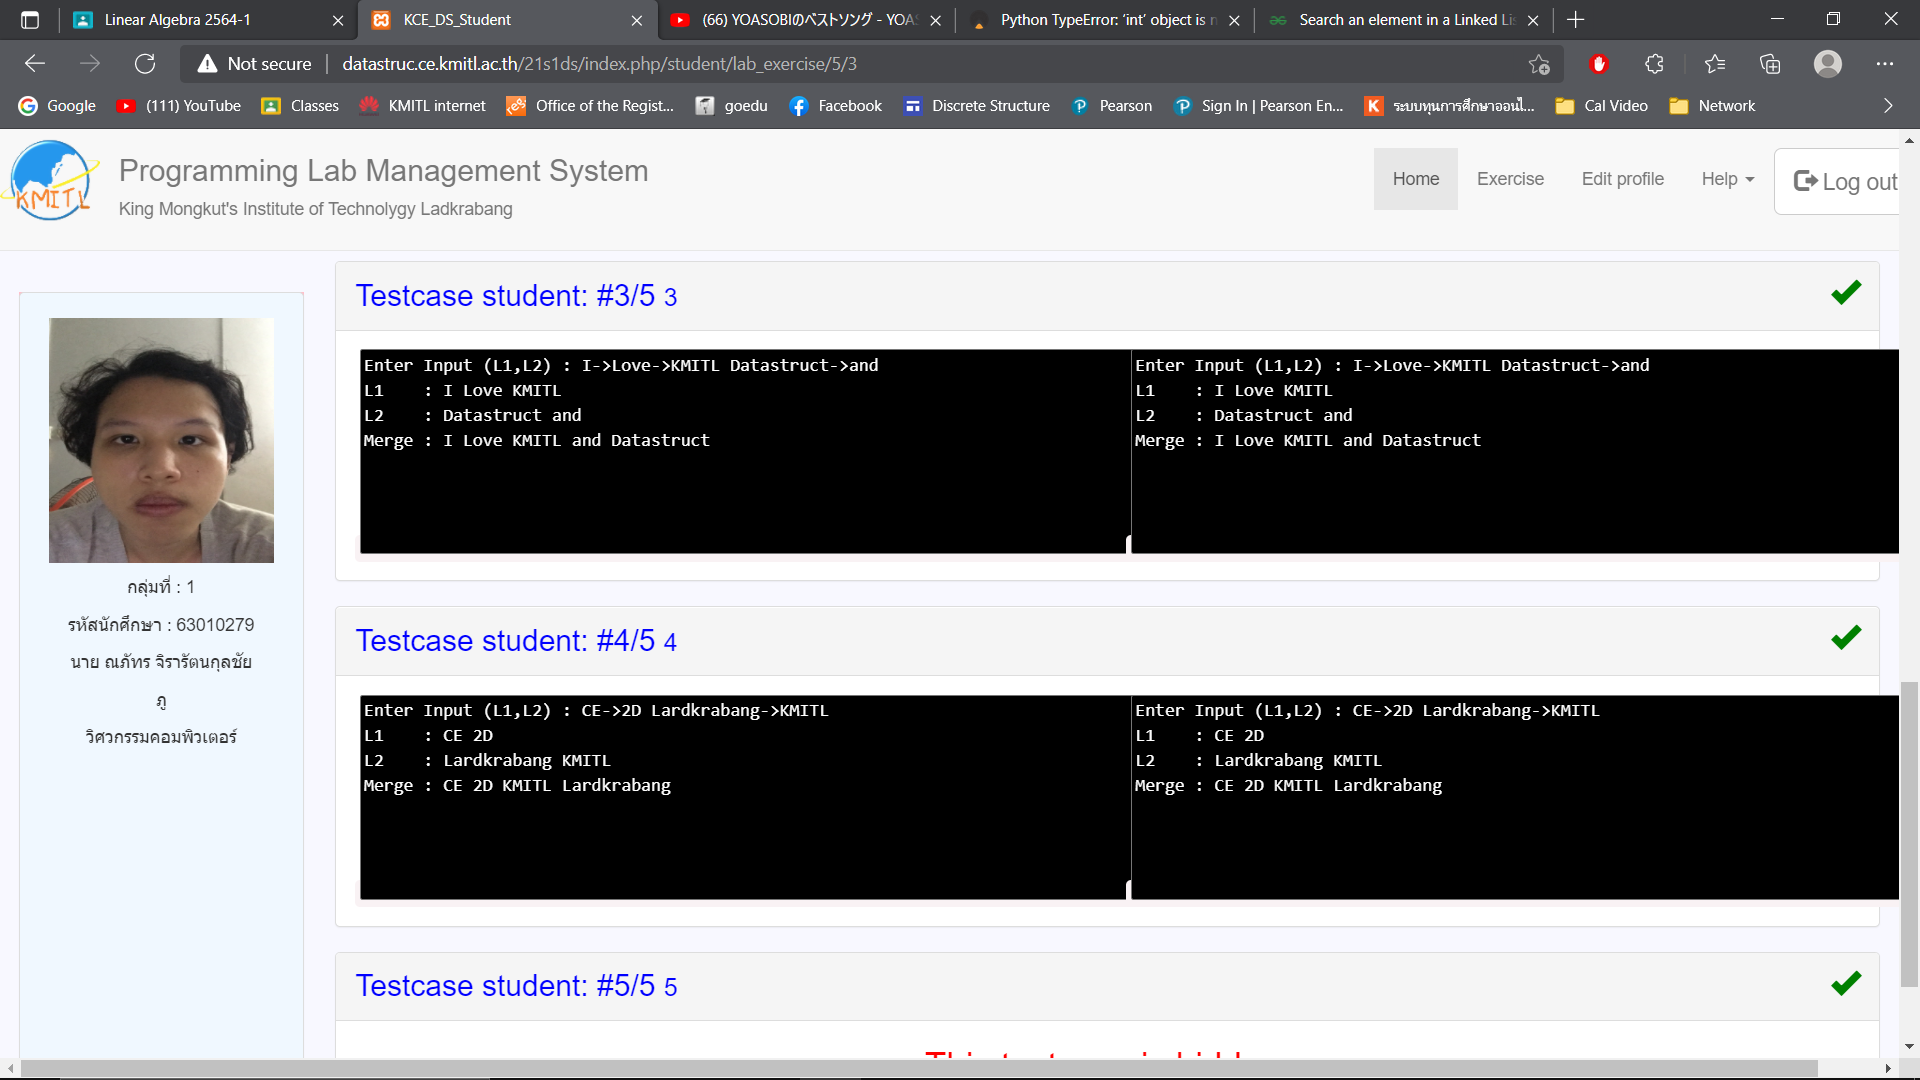 Linear Algebra 2564-1
KCE_DS_Student
(66) YOASOBIのベストソング - YOA
Python TypeError: ‘int’ object is n
Search an element in a Linked Lis
Not secure
datastruc.ce.kmitl.ac.th/21s1ds/index.php/student/lab_exercise/5/3
Google
(111) YouTube
Classes
KMITL internet
Office of the Regist...
goedu
Facebook
Discrete Structure
Pearson
Sign In | Pearson En...
ระบบทุนการศึกษาออนไ...
Cal Video
Network
KMITL
Programming Lab Management System
King Mongkut's Institute of Technolygy Ladkrabang
Home
Exercise
Edit profile
Help
Log out
กลุ่มที่ : 1
รหัสนักศึกษา : 63010279
นาย ณภัทร จิรารัตนกุลชัย
ภู
วิศวกรรมคอมพิวเตอร์
Testcase student: #3/5 3
Enter Input (L1,L2) : I->Love->KMITL Datastruct->and
L1    : I Love KMITL
L2    : Datastruct and
Merge : I Love KMITL and Datastruct
Enter Input (L1,L2) : I->Love->KMITL Datastruct->and
L1    : I Love KMITL
L2    : Datastruct and
Merge : I Love KMITL and Datastruct
Testcase student: #4/5 4
Enter Input (L1,L2) : CE->2D Lardkrabang->KMITL
L1    : CE 2D
L2    : Lardkrabang KMITL
Merge : CE 2D KMITL Lardkrabang
Enter Input (L1,L2) : CE->2D Lardkrabang->KMITL
L1    : CE 2D
L2    : Lardkrabang KMITL
Merge : CE 2D KMITL Lardkrabang
Testcase student: #5/5 5